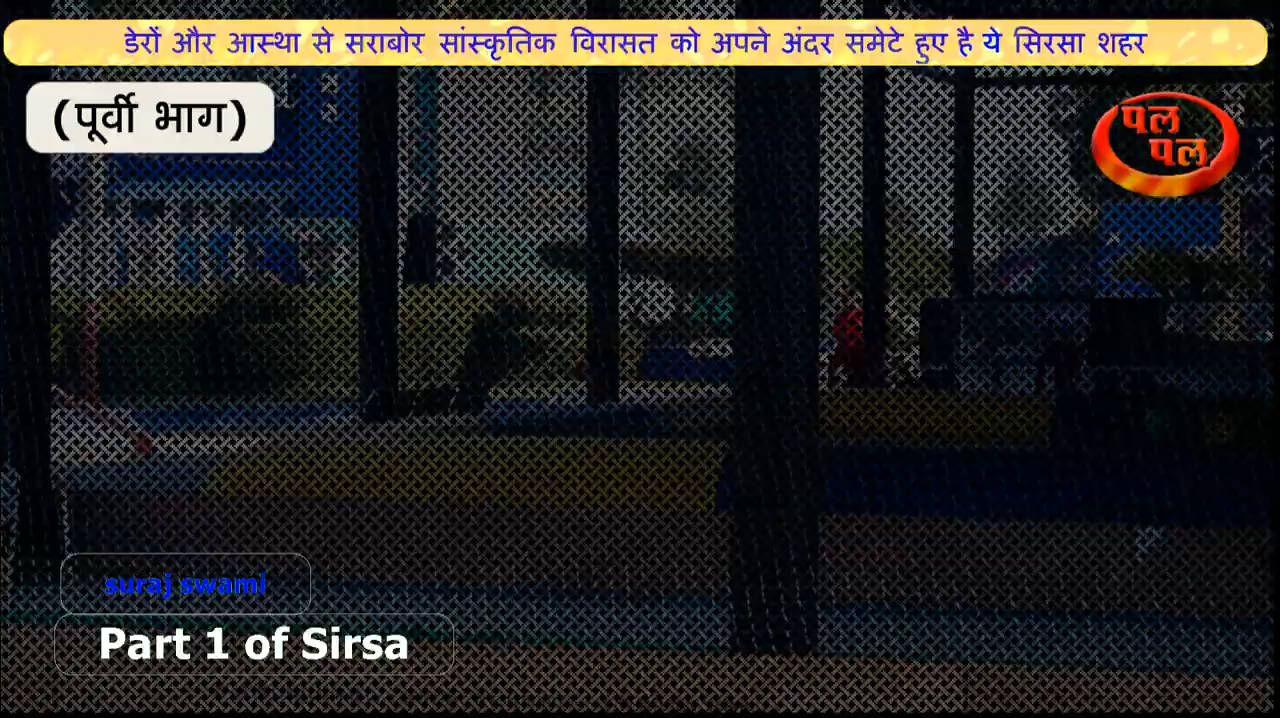 डेरों और आस्था से सराबोर सांस्कृतिक विरासत को अपने अंदर समेटे हुए है ये सिरसा शहर
(पूर्वी भाग)
पल
पल
suraj swami
Part 1 of Sirsa